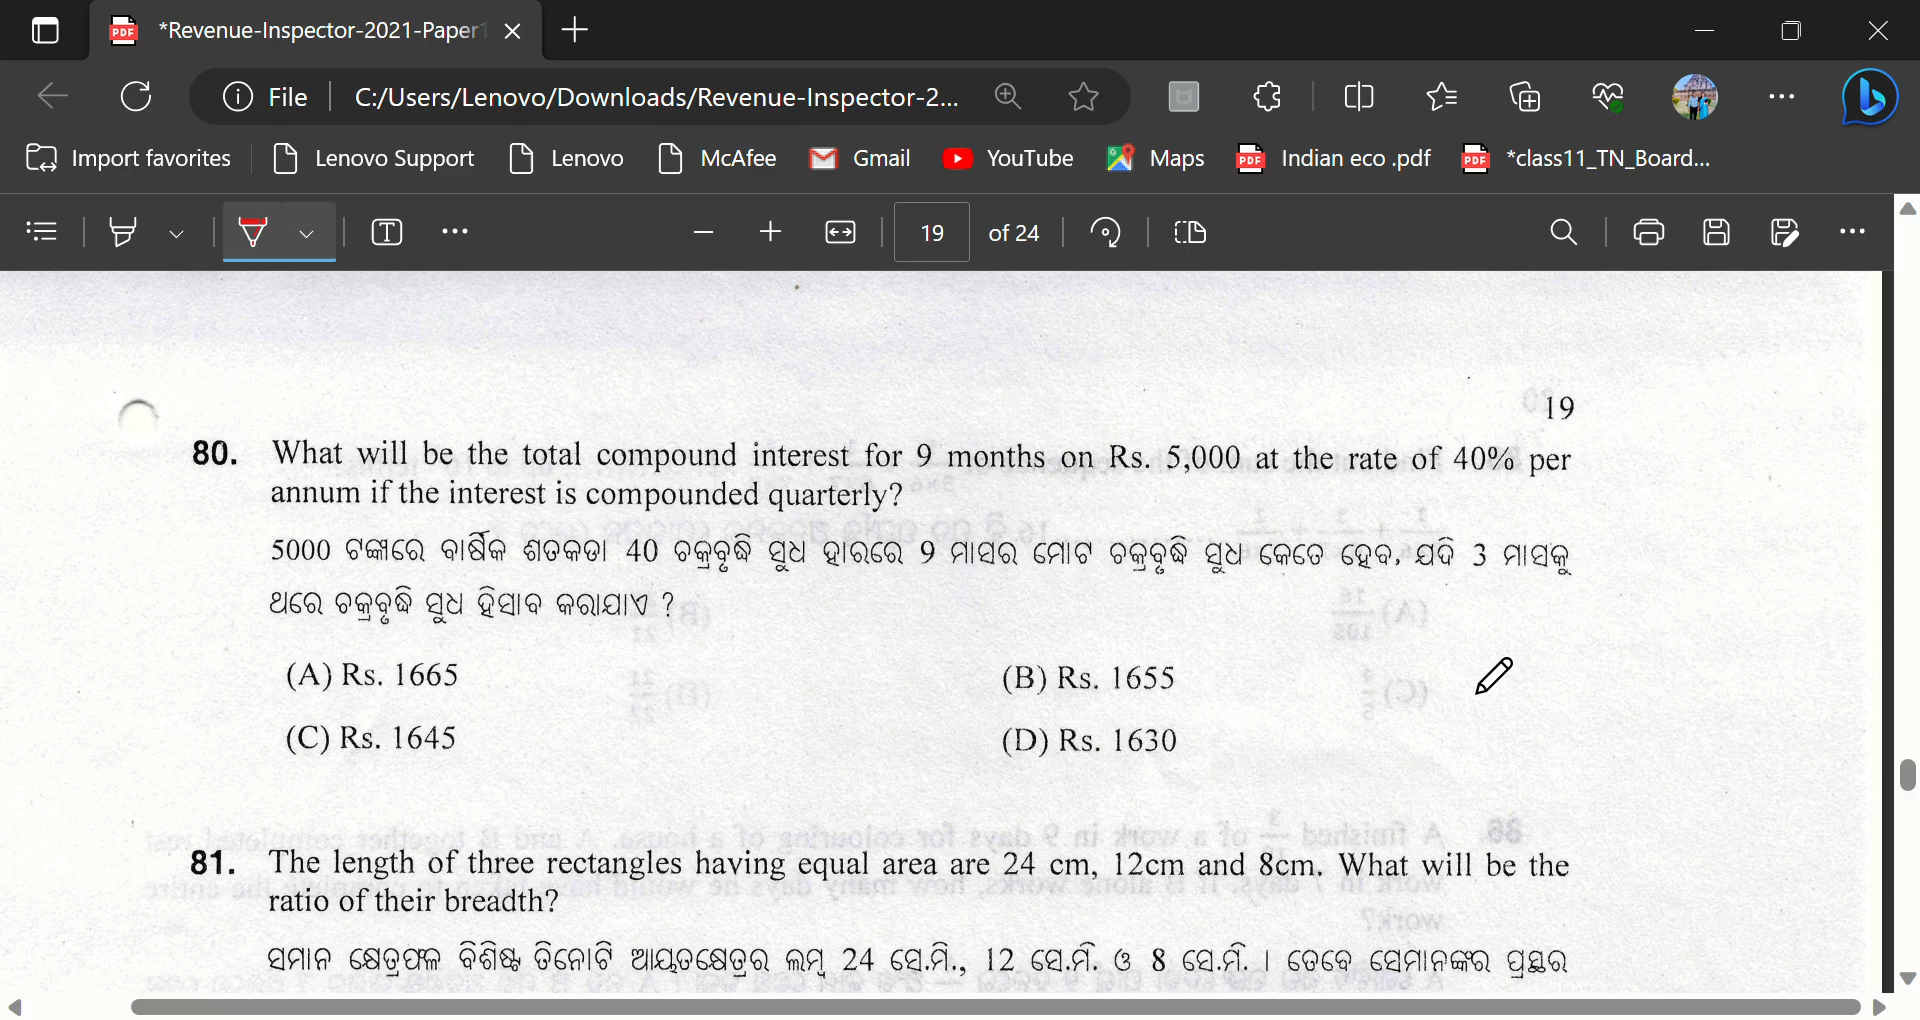 *Revenue-Inspector-2021-Paper1
File
C:/Users/Lenovo/Downloads/Revenue-Inspector-2...
Import favorites
Lenovo Support
Lenovo
McAfee
Gmail
YouTube
Maps
Indian eco .pdf
*class11_TN_Board...
19 of 24
19
80. What will be the total compound interest for 9 months on Rs. 5,000 at the rate of 40% per
annum if the interest is compounded quarterly?
5000 ଟଙ୍କାରେ ବାର୍ଷିକ ଶତକଡା 40 ଚକ୍ରବୃଦ୍ଧି ସୁଧ ହାରରେ 9 ମାସର ମୋଟ ଚକ୍ରବୃଦ୍ଧି ସୁଧ କେତେ ହେବ, ଯଦି 3 ମାସକୁ
ଥରେ ଚକ୍ରବୃଦ୍ଧି ସୁଧ ହିସାବ କରାଯାଏ ?
(A) Rs. 1665
(B) Rs. 1655
(C) Rs. 1645
(D) Rs. 1630
81. The length of three rectangles having equal area are 24 cm, 12cm and 8cm. What will be the
ratio of their breadth?
ସମାନ କ୍ଷେତ୍ରଫଳ ବିଶିଷ୍ଟ ତିନୋଟି ଆୟତକ୍ଷେତ୍ରର ଲମ୍ବ 24 ସେ.ମି., 12 ସେ.ମି. ଓ 8 ସେ.ମି. । ତେବେ ସେମାନଙ୍କର ପ୍ରସ୍ଥର